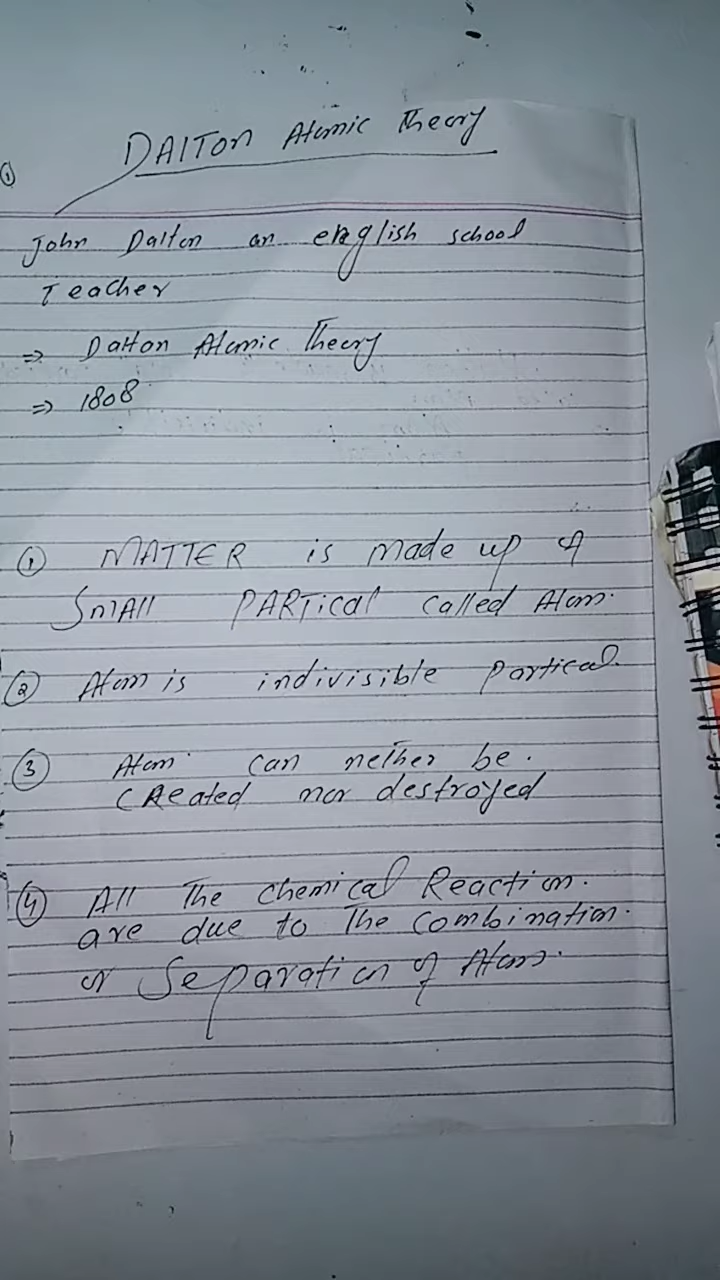 ①
DALTON Atomic Theory
John Dalton an english school
Teacher
⇒ Dalton Atomic Theory
⇒ 1808
① MATTER is made up of
SmAll PARTical called Atom.
② Atom is indivisible Partical.
③ Atom can neither be.
CReated nor destroyed
④ All The Chemical Reaction.
are due to The Combination.
or Separation of Atom.